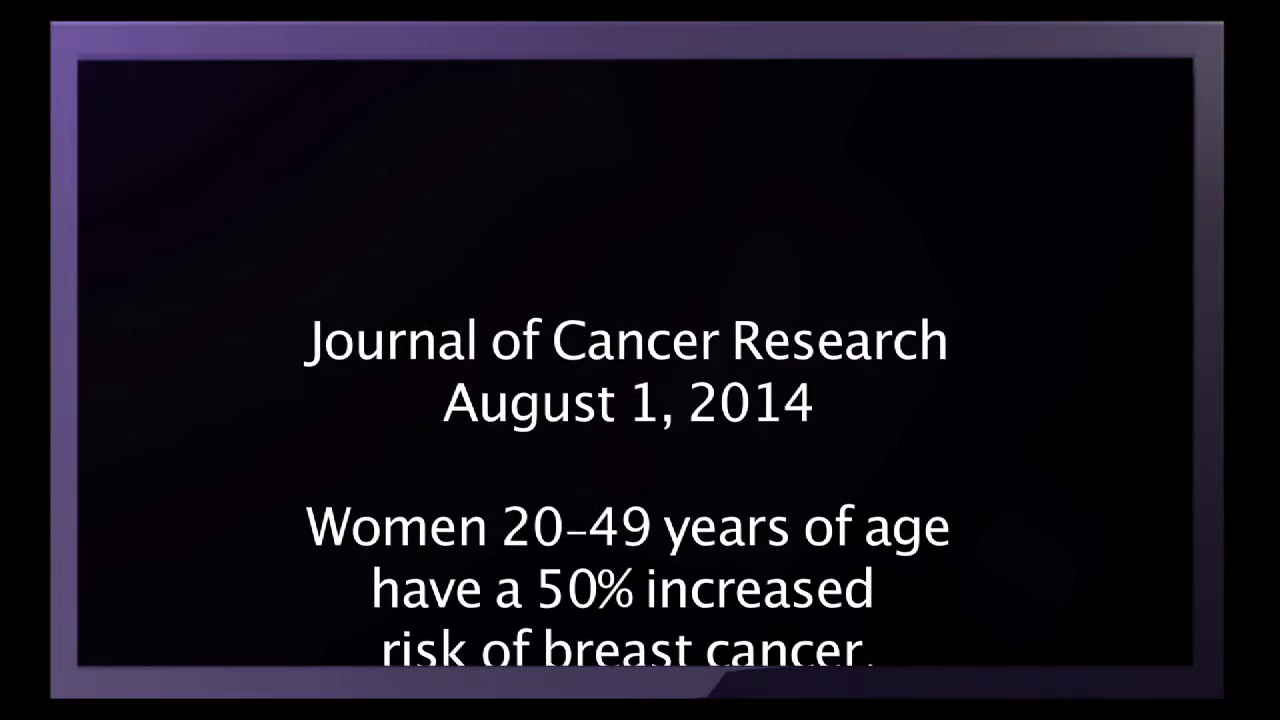 Journal of Cancer Research
August 1, 2014
Women 20-49 years of age
have a 50% increased
risk of breast cancer.